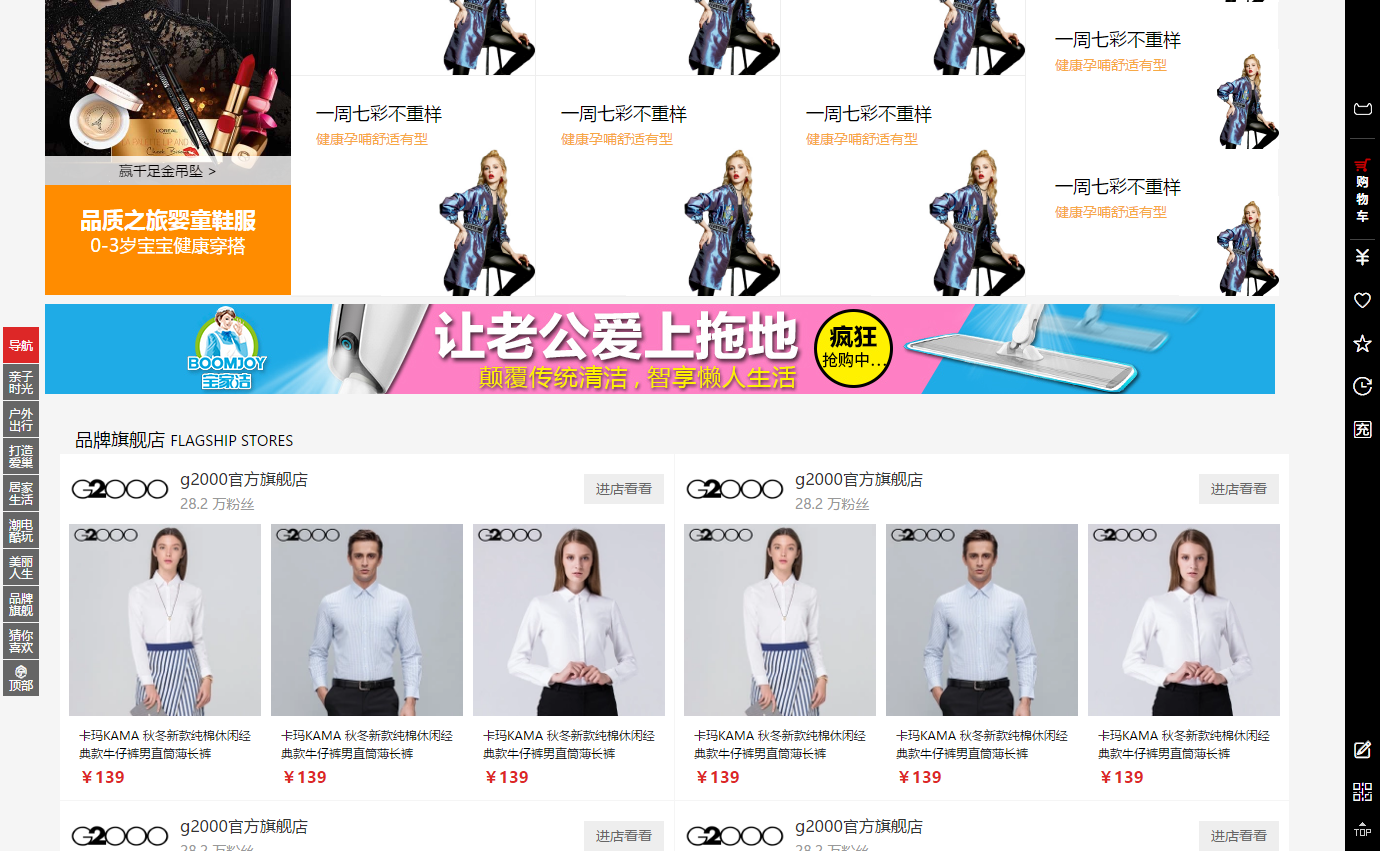 一周七彩不重样
健康孕哺舒适有型
L'OREAL
赢千足金吊坠 >
品质之旅婴童鞋服
0-3岁宝宝健康穿搭
一周七彩不重样
健康孕哺舒适有型
一周七彩不重样
健康孕哺舒适有型
一周七彩不重样
健康孕哺舒适有型
一周七彩不重样
健康孕哺舒适有型
BOOMJOY
宝家洁
让老公爱上拖地
颠覆传统清洁,智享懒人生活
疯狂
抢购中...
导航
亲子
时光
户外
出行
打造
爱巢
居家
生活
潮电
酷玩
美丽
人生
品牌
旗舰
猜你
喜欢
顶部
品牌旗舰店 FLAGSHIP STORES
G2000
g2000官方旗舰店
28.2 万粉丝
进店看看
G2000
G2000
G2000
卡玛KAMA 秋冬新款纯棉休闲经
典款牛仔裤男直筒薄长裤
￥139
卡玛KAMA 秋冬新款纯棉休闲经
典款牛仔裤男直筒薄长裤
￥139
卡玛KAMA 秋冬新款纯棉休闲经
典款牛仔裤男直筒薄长裤
￥139
G2000
g2000官方旗舰店
28.2 万粉丝
进店看看
G2000
G2000
G2000
卡玛KAMA 秋冬新款纯棉休闲经
典款牛仔裤男直筒薄长裤
￥139
卡玛KAMA 秋冬新款纯棉休闲经
典款牛仔裤男直筒薄长裤
￥139
卡玛KAMA 秋冬新款纯棉休闲经
典款牛仔裤男直筒薄长裤
￥139
G2000
g2000官方旗舰店
28.2 万粉丝
进店看看
G2000
g2000官方旗舰店
28.2 万粉丝
进店看看
购
物
车
¥
充
TOP